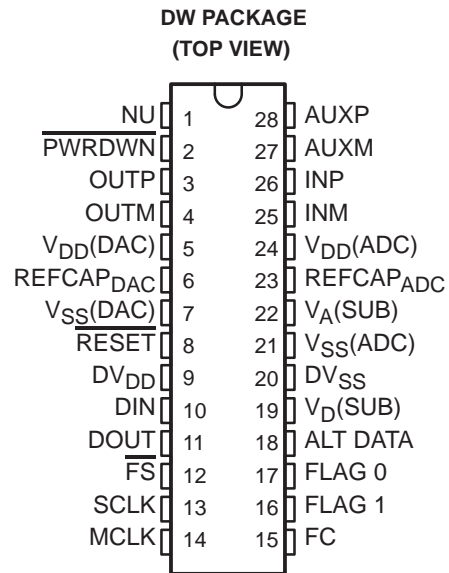 DW PACKAGE
(TOP VIEW)
NU 1 28 AUXP
PWRDWN 2 27 AUXM
OUTP 3 26 INP
OUTM 4 25 INM
VDD(DAC) 5 24 VDD(ADC)
REFCAPDAC 6 23 REFCAPADC
VSS(DAC) 7 22 VA(SUB)
RESET 8 21 VSS(ADC)
DVDD 9 20 DVSS
DIN 10 19 VD(SUB)
DOUT 11 18 ALT DATA
FS 12 17 FLAG 0
SCLK 13 16 FLAG 1
MCLK 14 15 FC